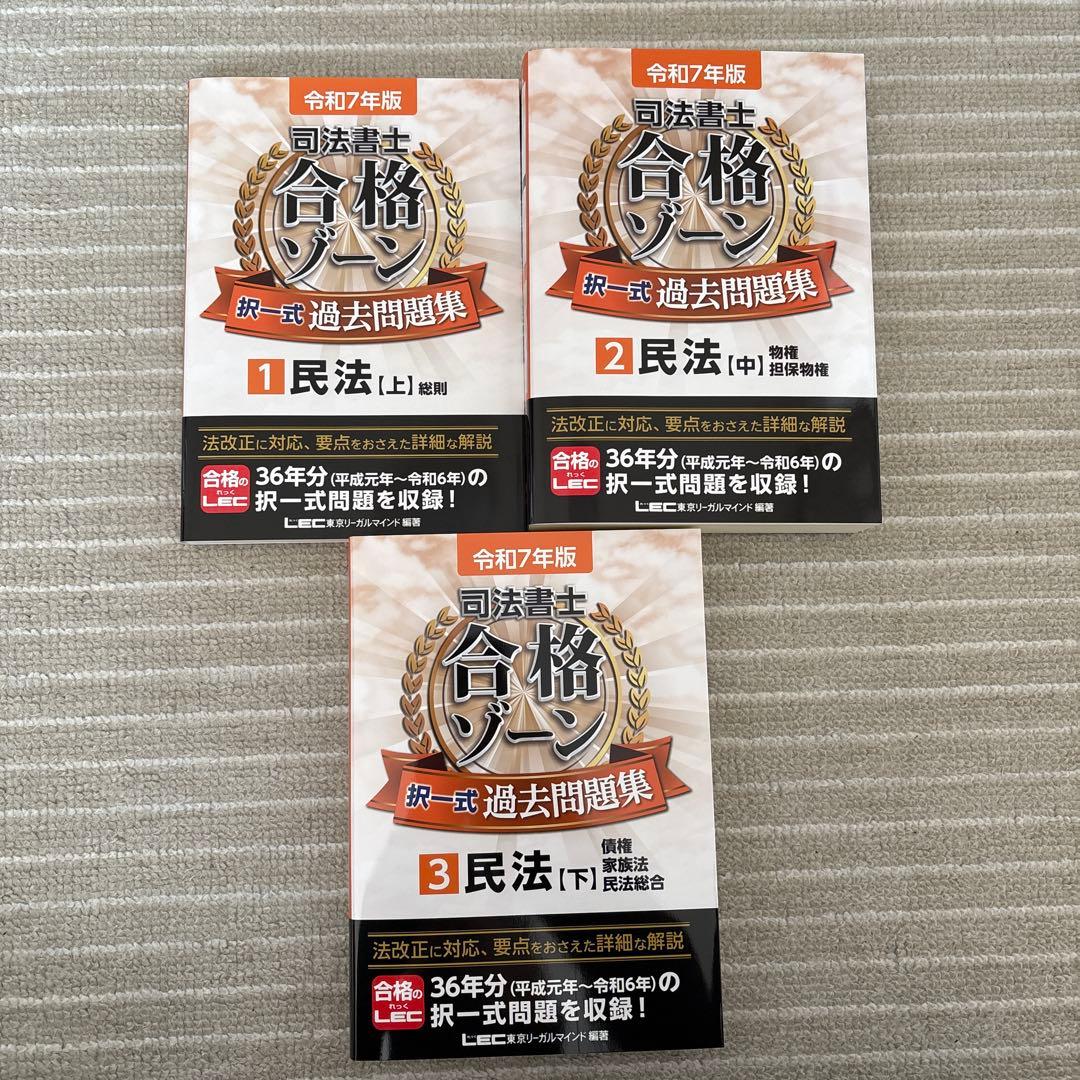 令和7年版
司法書士
合格
ゾーン
択一式 過去問題集
1 民法【上】総則
法改正に対応、要点をおさえた詳細な解説
合格の
れっく
LEC
36年分(平成元年～令和6年)の
択一式問題を収録!
LEC東京リーガルマインド 編著
令和7年版
司法書士
合格
ゾーン
択一式 過去問題集
2 民法【中】物権
担保物権
法改正に対応、要点をおさえた詳細な解説
合格の
れっく
LEC
36年分(平成元年～令和6年)の
択一式問題を収録!
LEC東京リーガルマインド 編著
令和7年版
司法書士
合格
ゾーン
択一式 過去問題集
3 民法【下】債権
家族法
民法総合
法改正に対応、要点をおさえた詳細な解説
合格の
れっく
LEC
36年分(平成元年～令和6年)の
択一式問題を収録!
LEC東京リーガルマインド 編著